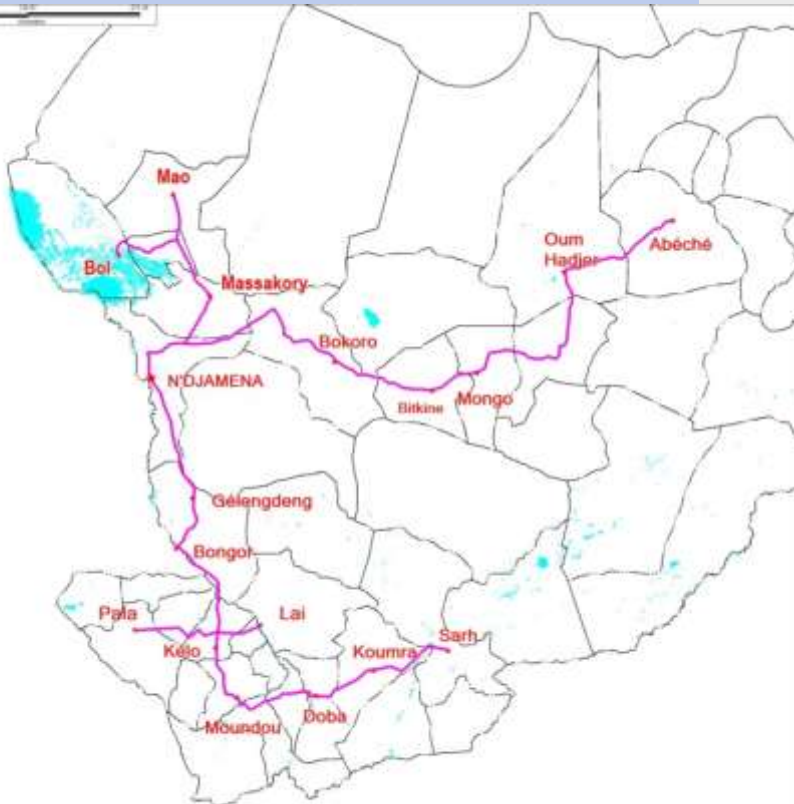 Mao
Bol
Oum
Hadjer
Abéché
Massakory
Bokoro
N'DJAMENA
Bitkine
Mongo
Gélengdeng
Bongor
Pala
Lai
Kélo
Koumra
Sarh
Moundou
Doba